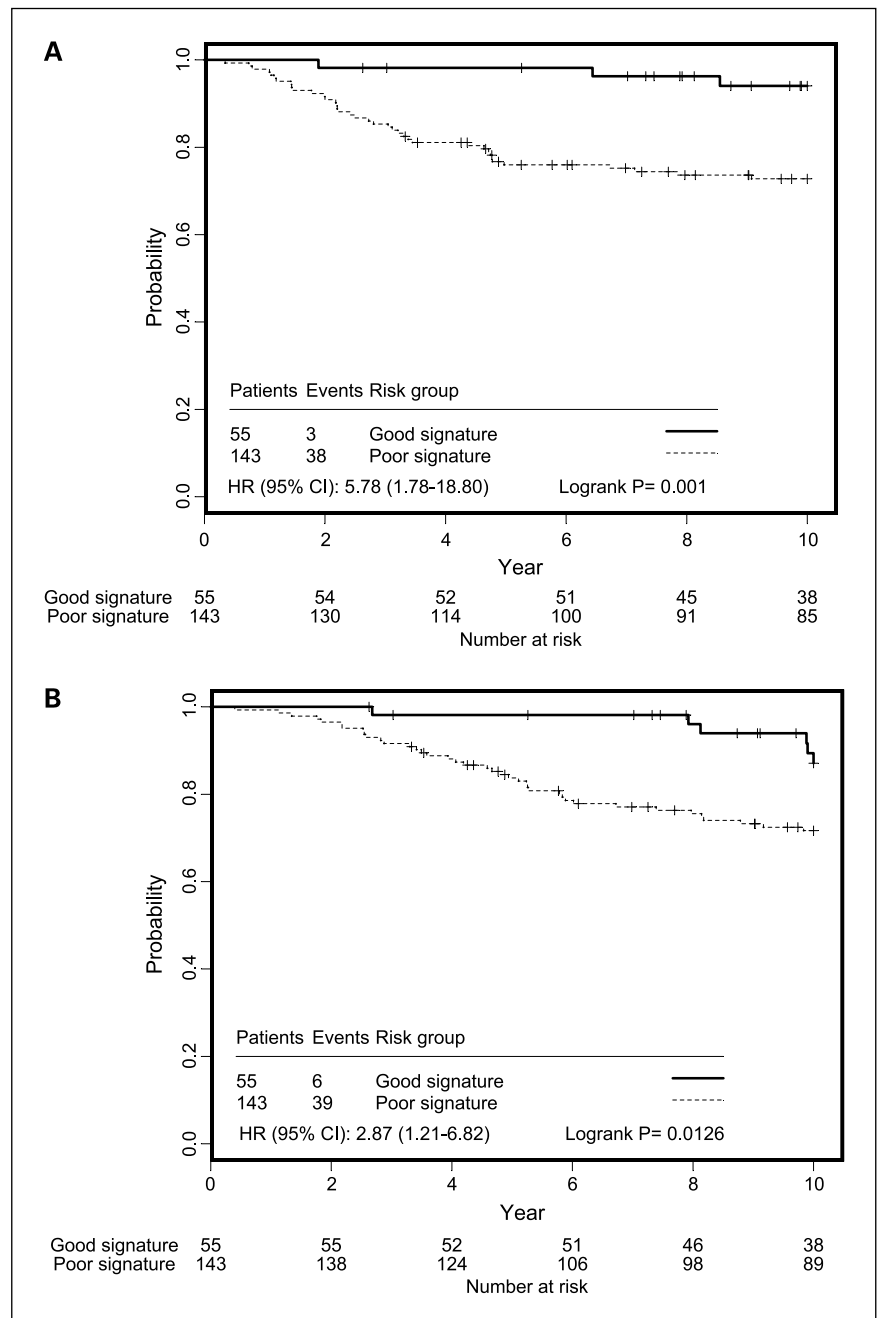 A
1.0
0.8
0.6
0.4
0.2
0.0
Probability
Patients Events Risk group
55 3 Good signature
143 38 Poor signature
HR (95% CI): 5.78 (1.78-18.80) Logrank P= 0.001
0 2 4 6 8 10
Year
Good signature 55 54 52 51 45 38
Poor signature 143 130 114 100 91 85
Number at risk
B
1.0
0.8
0.6
0.4
0.2
0.0
Probability
Patients Events Risk group
55 6 Good signature
143 39 Poor signature
HR (95% CI): 2.87 (1.21-6.82) Logrank P= 0.0126
0 2 4 6 8 10
Year
Good signature 55 55 52 51 46 38
Poor signature 143 138 124 106 98 89
Number at risk